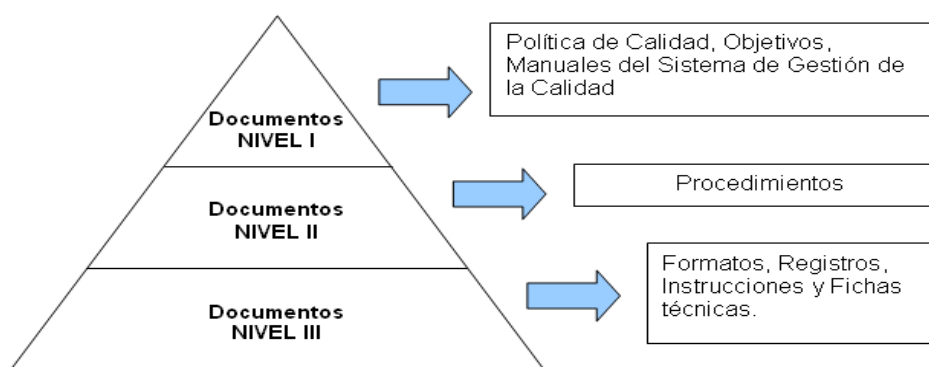 Política de Calidad, Objetivos,
Manuales del Sistema de Gestión de
la Calidad
Documentos
NIVEL I
Procedimientos
Documentos
NIVEL II
Formatos, Registros,
Instrucciones y Fichas
técnicas.
Documentos
NIVEL III